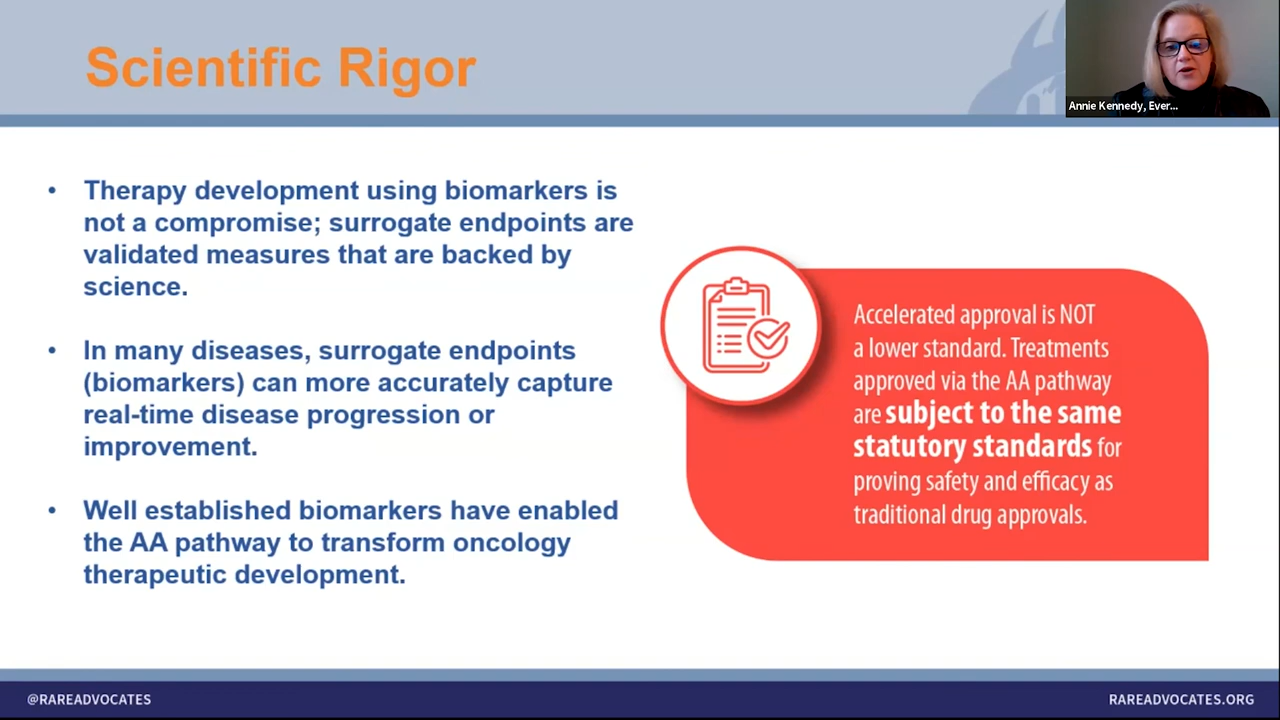 Scientific Rigor
Annie Kennedy, Ever...
• Therapy development using biomarkers is
not a compromise; surrogate endpoints are
validated measures that are backed by
science.
• In many diseases, surrogate endpoints
(biomarkers) can more accurately capture
real-time disease progression or
improvement.
• Well established biomarkers have enabled
the AA pathway to transform oncology
therapeutic development.
Accelerated approval is NOT
a lower standard. Treatments
approved via the AA pathway
are subject to the same
statutory standards for
proving safety and efficacy as
traditional drug approvals.
@RAREADVOCATES
RAREADVOCATES.ORG